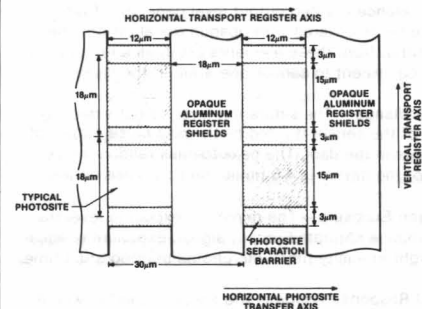 HORIZONTAL TRANSPORT REGISTER AXIS
12µm
12µm
18µm
3µm
15µm
3µm
15µm
3µm
18µm
18µm
OPAQUE
ALUMINUM
REGISTER
SHIELDS
OPAQUE
ALUMINUM
REGISTER
SHIELDS
VERTICAL TRANSPORT
REGISTER AXIS
TYPICAL
PHOTOSITE
PHOTOSITE
SEPARATION
BARRIER
30µm
HORIZONTAL PHOTOSITE
TRANSFER AXIS